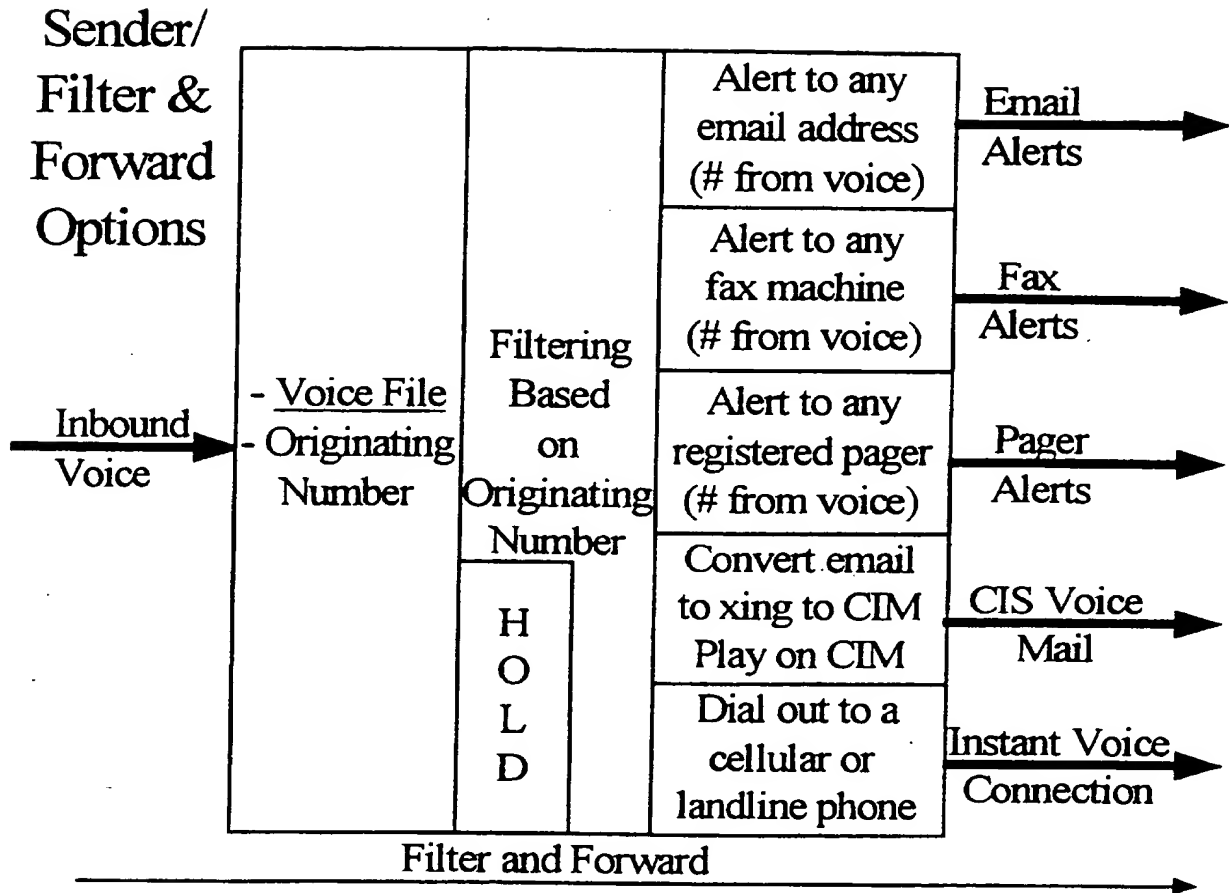 Sender/
Filter &
Forward
Options
Inbound
Voice
- Voice File
- Originating
Number
Filtering
Based
on
Originating
Number
H
O
L
D
Alert to any
email address
(# from voice)
Email
Alerts
Alert to any
fax machine
(# from voice)
Fax
Alerts
Alert to any
registered pager
(# from voice)
Pager
Alerts
Convert email
to xing to CIM
Play on CIM
CIS Voice
Mail
Dial out to a
cellular or
landline phone
Instant Voice
Connection
Filter and Forward